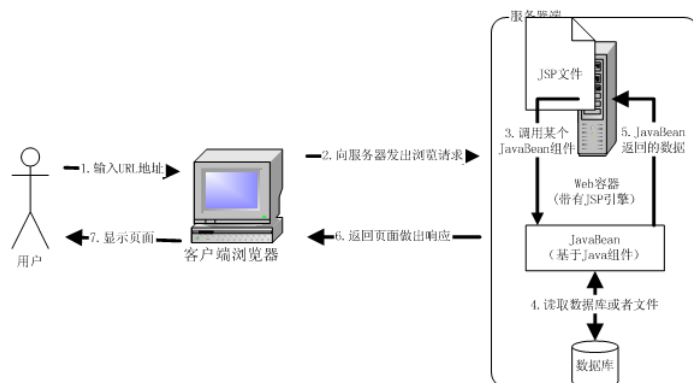 服务器端
JSP文件
3.调用某个
JavaBean组件
5.JavaBean
返回的数据
1.输入URL地址
2.向服务器发出浏览请求
Web容器
(带有JSP引擎)
7.显示页面
6.返回页面做出响应
用户
客户端浏览器
JavaBean
(基于Java组件)
4.读取数据库或者文件
数据库